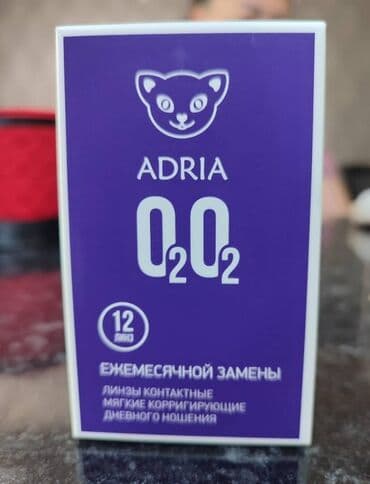 ADRIA
O₂O₂
12
ЛИНЗ
ЕЖЕМЕСЯЧНОЙ ЗАМЕНЫ
ЛИНЗЫ КОНТАКТНЫЕ
МЯГКИЕ КОРРИГИРУЮЩИЕ
ДНЕВНОГО НОШЕНИЯ